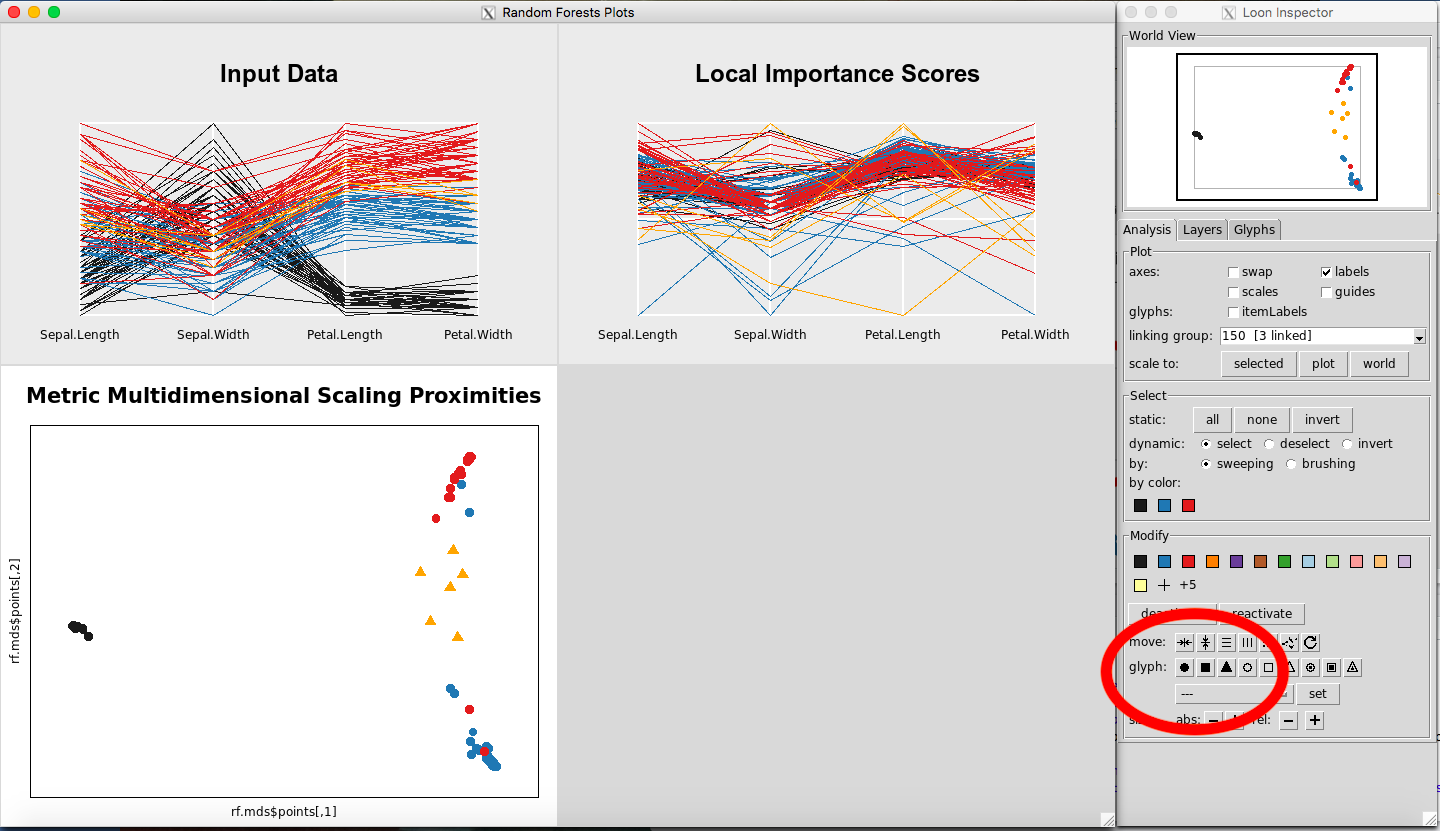 Random Forests Plots
Input Data
Local Importance Scores
Sepal.Length Sepal.Width Petal.Length Petal.Width
Sepal.Length Sepal.Width Petal.Length Petal.Width
Metric Multidimensional Scaling Proximities
rf.mds$points[,2]
rf.mds$points[,1]
Loon Inspector
World View
Analysis Layers Glyphs
Plot
axes: swap labels
scales guides
glyphs: itemLabels
linking group: 150 [3 linked]
scale to: selected plot world
Select
static: all none invert
dynamic: select deselect invert
by: sweeping brushing
by color:
Modify
+5
reactivate
move:
glyph:
--- set
abs: − + rel: − +